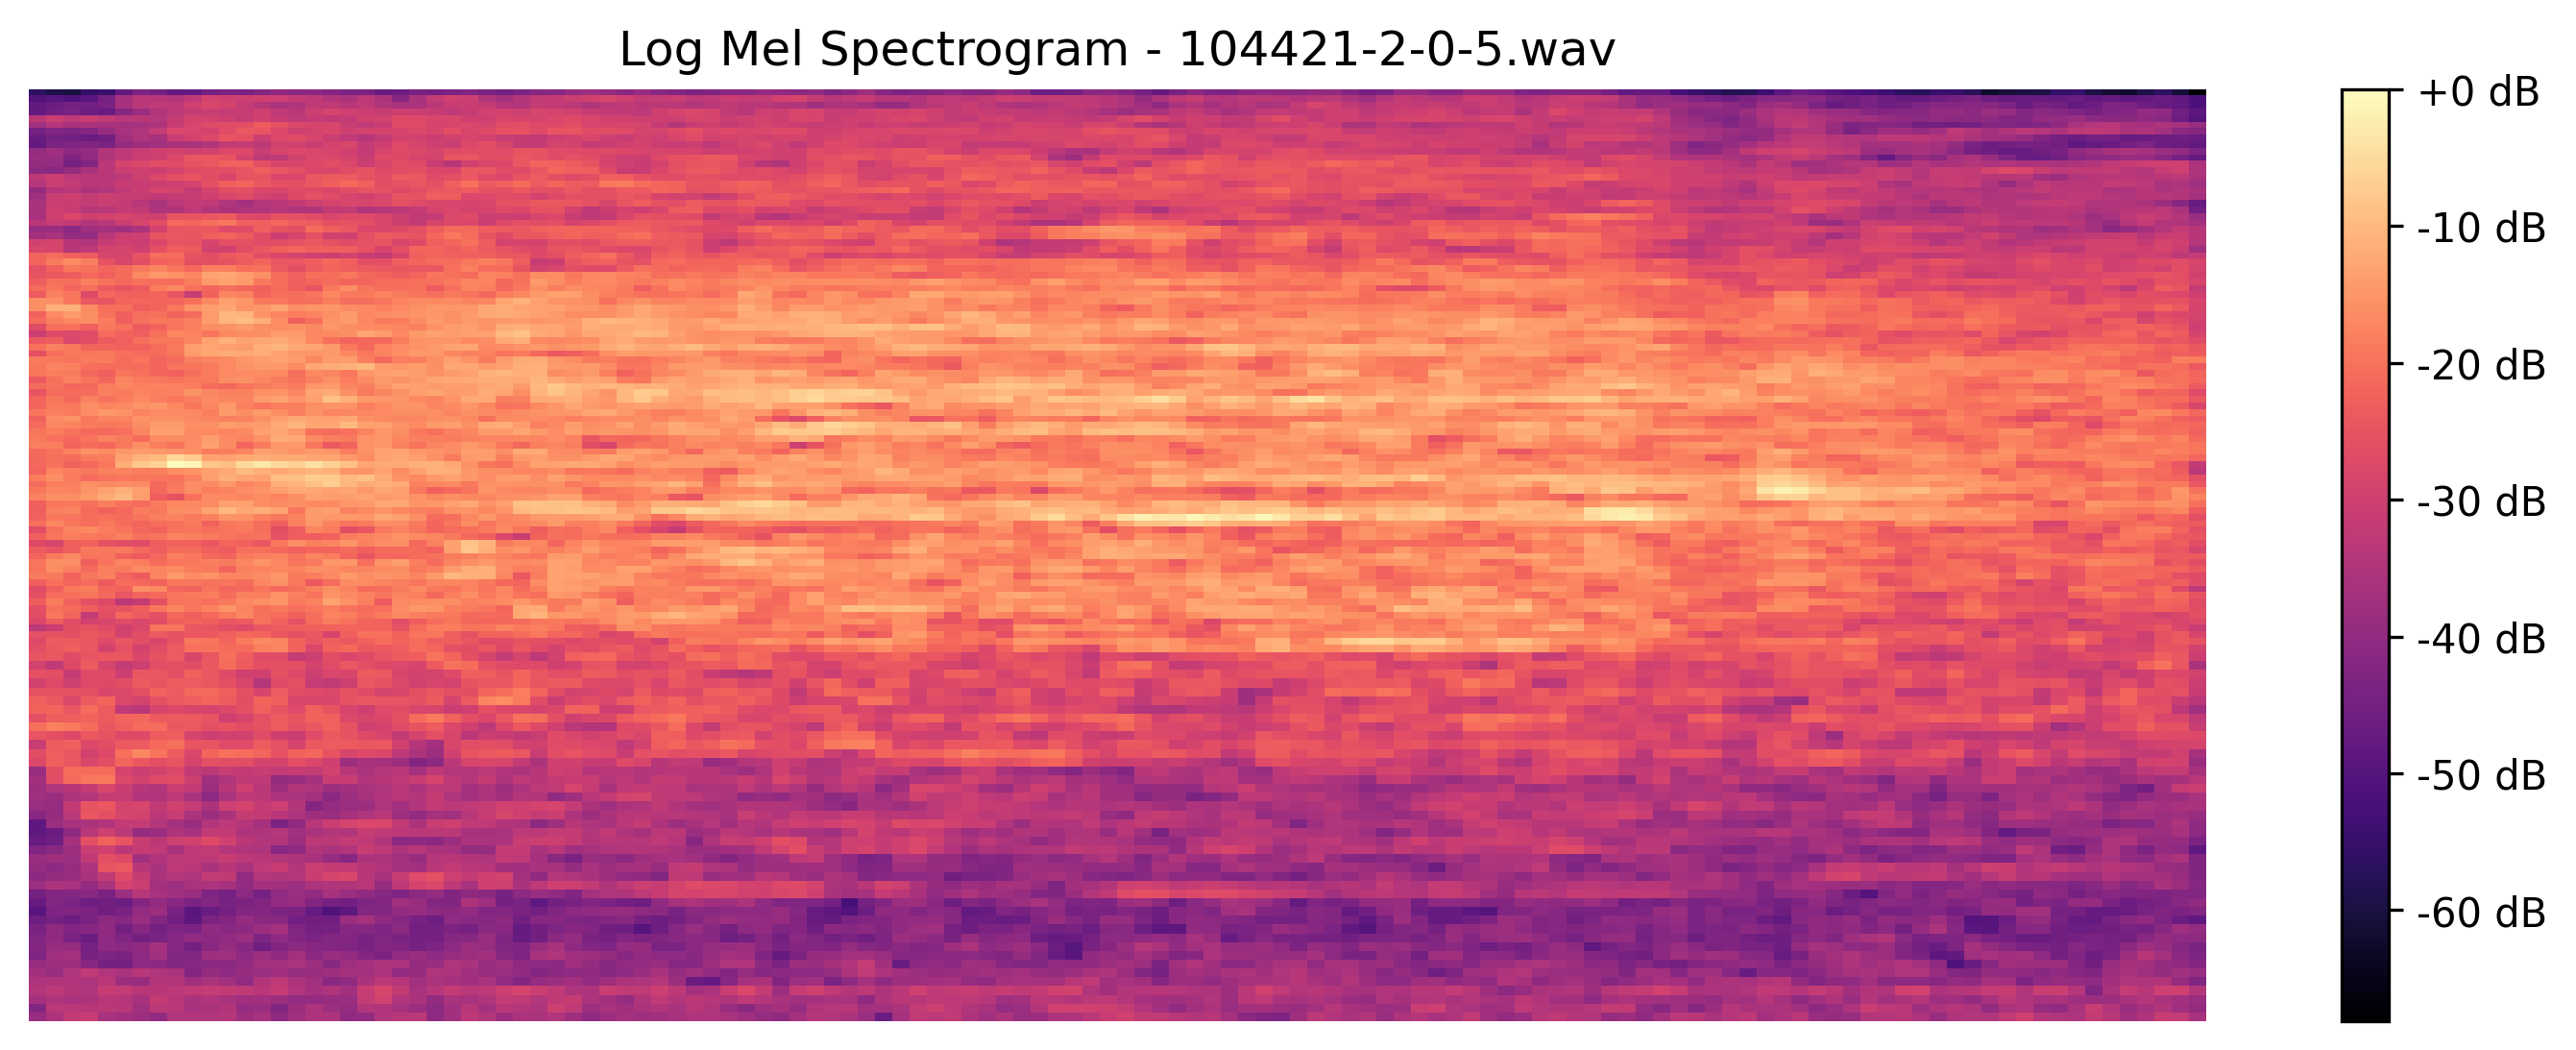 Log Mel Spectrogram - 104421-2-0-5.wav
+0 dB
-10 dB
-20 dB
-30 dB
-40 dB
-50 dB
-60 dB